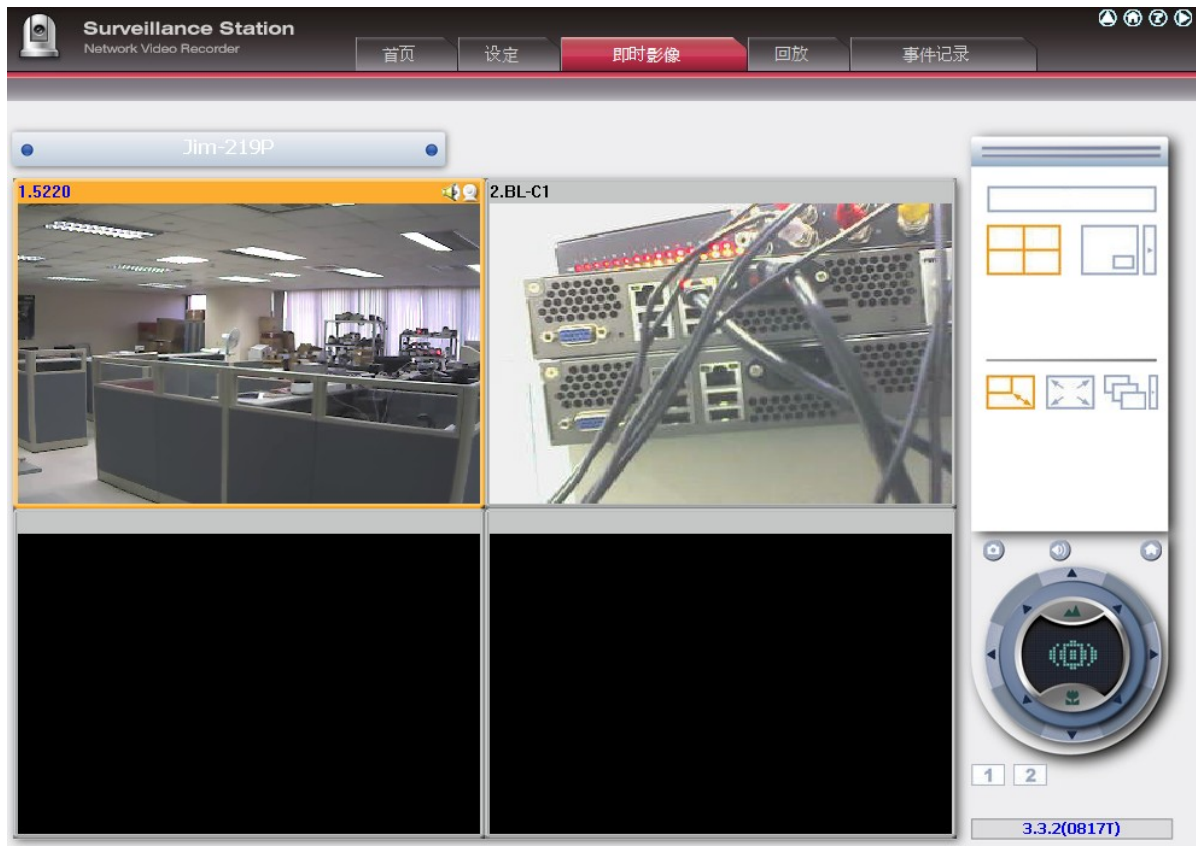 Surveillance Station
Network Video Recorder
首页
设定
即时影像
回放
事件记录
Jim-219P
1.5220
2.BL-C1
1
2
3.3.2(0817T)